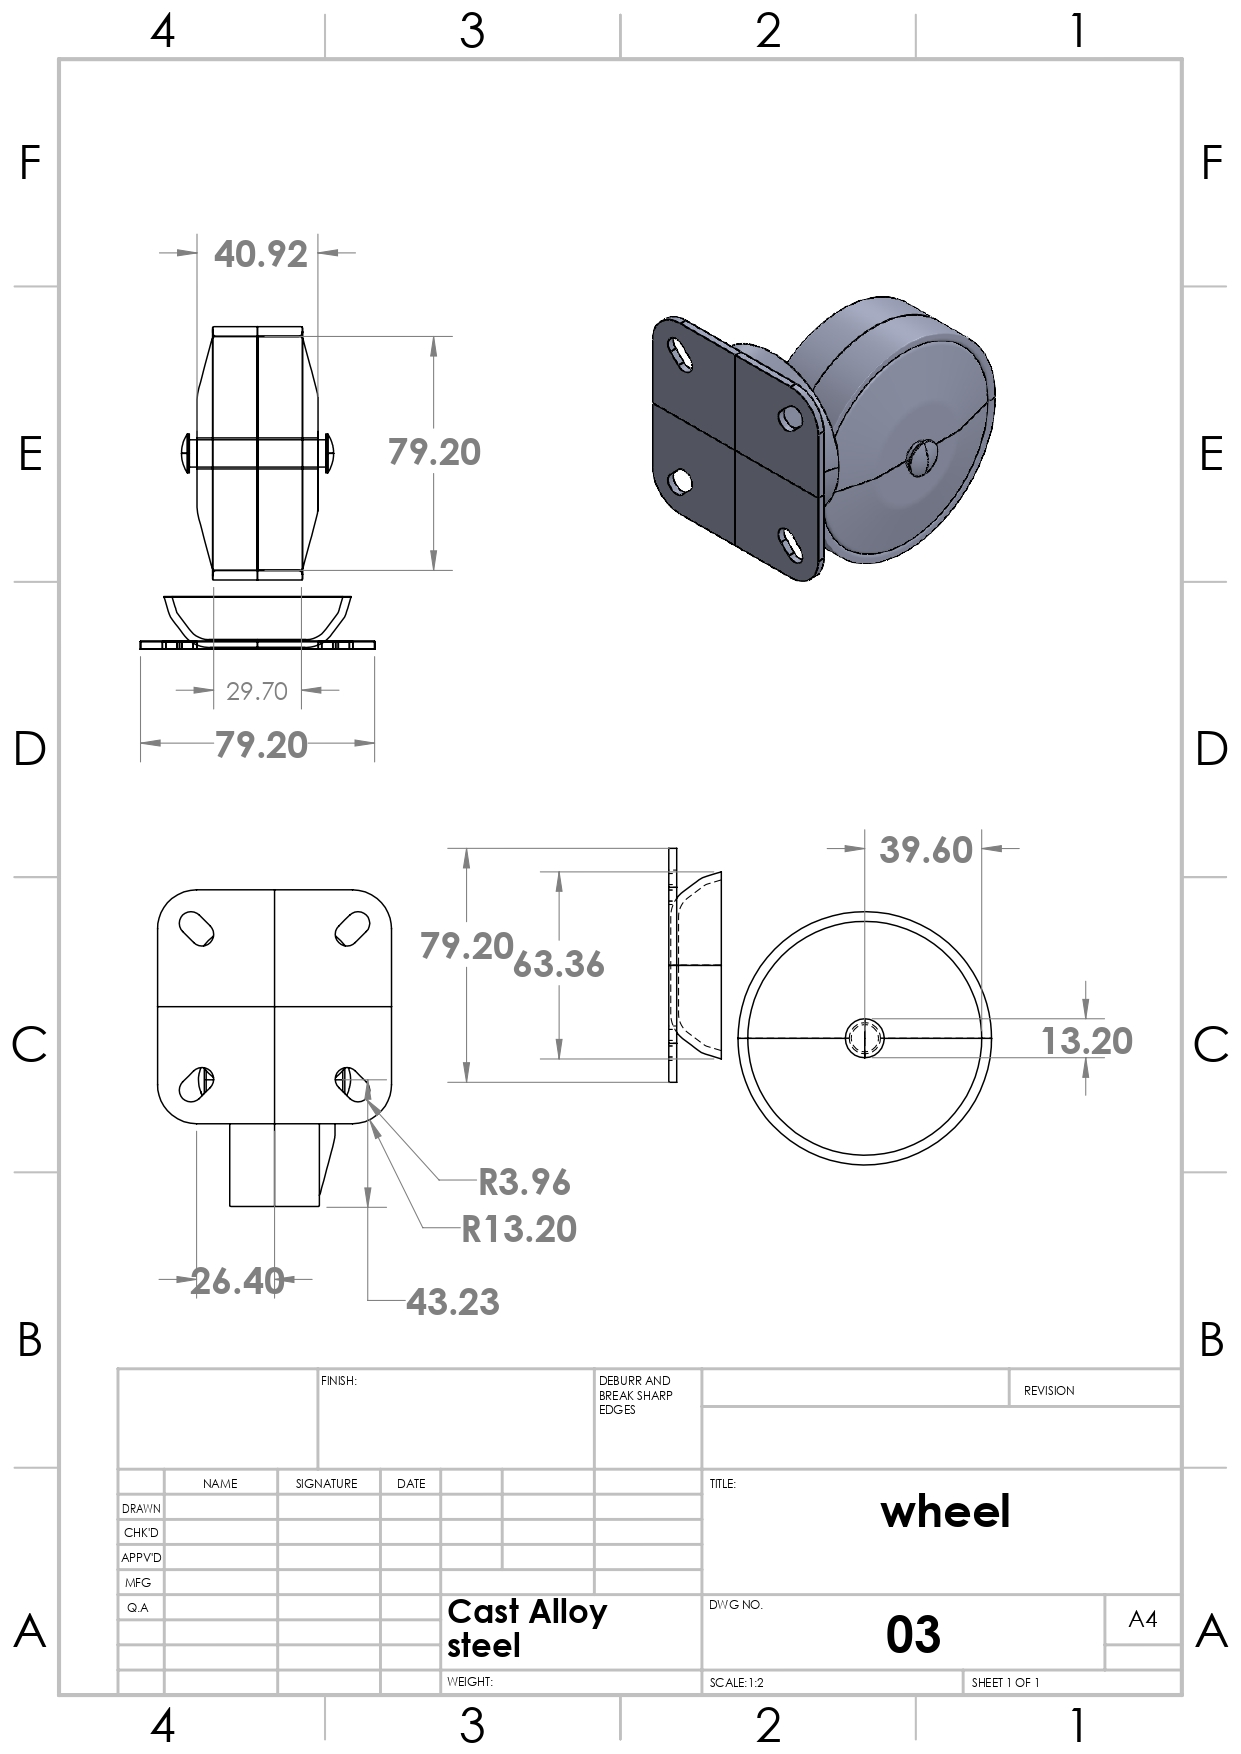 4 3 2 1
F F
40.92
E E
79.20
29.70
D D
79.20
39.60
79.20
63.36
C C
13.20
R3.96
R13.20
26.40
43.23
B B
FINISH:
DEBURR AND
BREAK SHARP
EDGES
REVISION
NAME SIGNATURE DATE
TITLE:
wheel
DRAWN
CHK'D
APPV'D
MFG
Q.A
Cast Alloy
steel
DWG NO.
03
A4
A A
WEIGHT:
SCALE:1:2
SHEET 1 OF 1
4 3 2 1